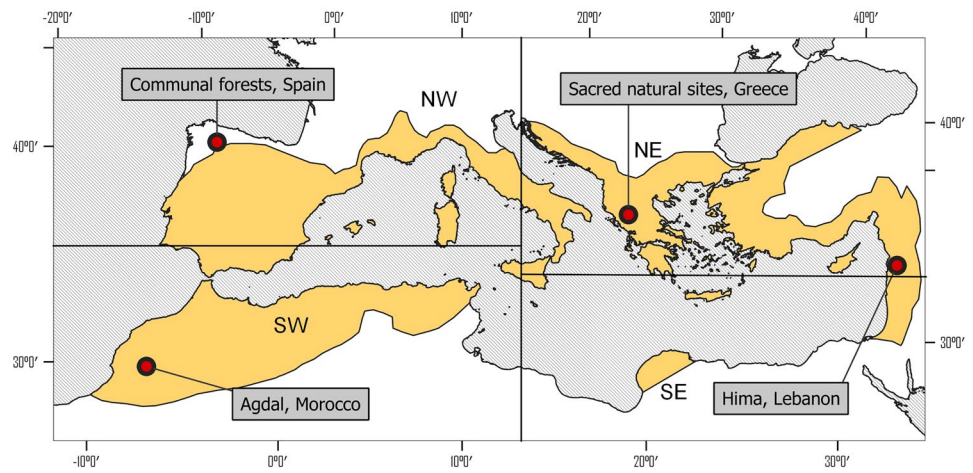 -20°0′ -10°0′ 0°0′ 10°0′ 20°0′ 30°0′ 40°0′
Communal forests, Spain
Sacred natural sites, Greece
NW
40°0′
40°0′
NE
SW
30°0′
30°0′
Agdal, Morocco
SE
Hima, Lebanon
-10°0′ 0°0′ 10°0′ 20°0′ 30°0′